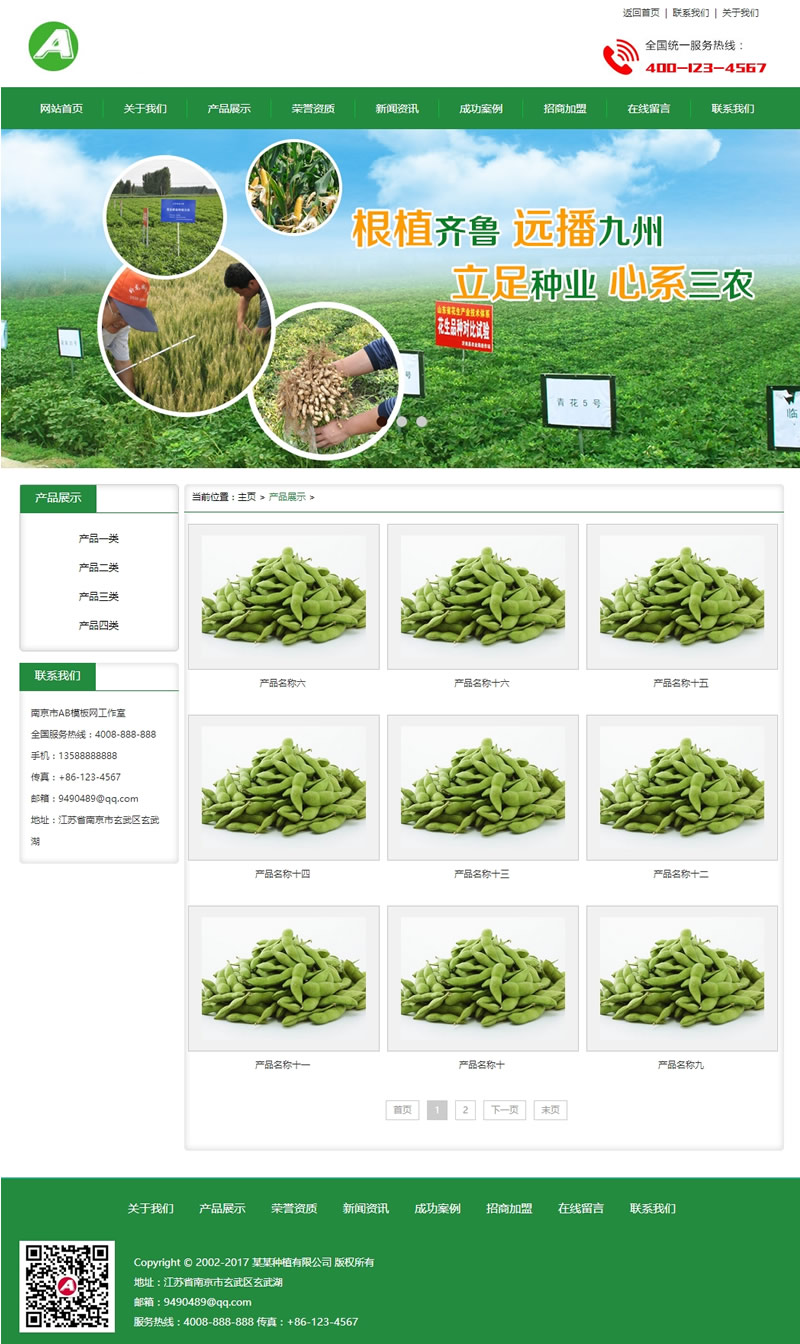 返回首页 | 联系我们 | 关于我们
A
全国统一服务热线：
400-123-4567
网站首页 关于我们 产品展示 荣誉资质 新闻资讯 成功案例 招商加盟 在线留言 联系我们
根植齐鲁 远播九州
立足种业 心系三农
山东省花生产业技术体系
花生品种对比试验
号
青花5号
临
产品展示
产品一类
产品二类
产品三类
产品四类
联系我们
南京市AB模板网工作室
全国服务热线：4008-888-888
手机：13588888888
传真：+86-123-4567
邮箱：9490489@qq.com
地址：江苏省南京市玄武区玄武
湖
当前位置：主页 > 产品展示 >
产品名称六 产品名称十六 产品名称十五
产品名称十四 产品名称十三 产品名称十二
产品名称十一 产品名称十 产品名称九
首页 1 2 下一页 末页
关于我们 产品展示 荣誉资质 新闻资讯 成功案例 招商加盟 在线留言 联系我们
Copyright © 2002-2017 某某种植有限公司 版权所有
地址：江苏省南京市玄武区玄武湖
邮箱：9490489@qq.com
服务热线：4008-888-888 传真：+86-123-4567